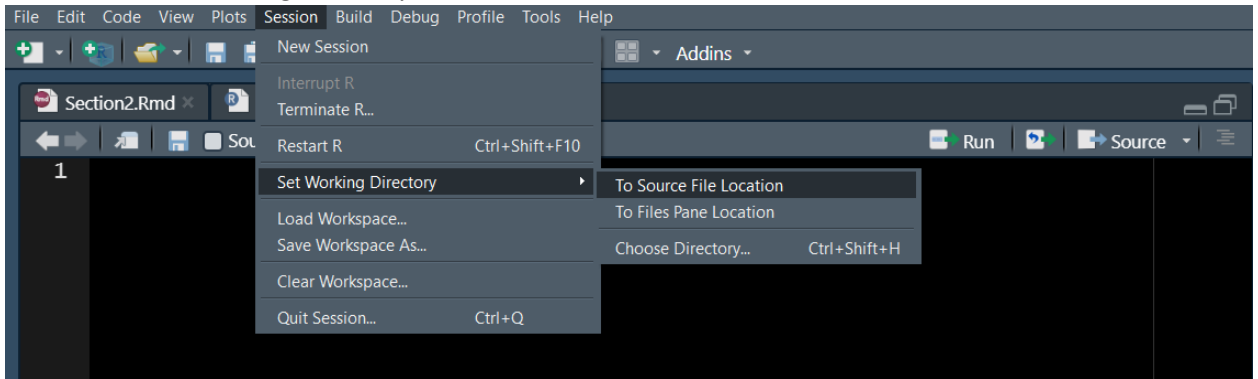 File Edit Code View Plots Session Build Debug Profile Tools Help
New Session
Addins
Interrupt R
Section2.Rmd
Terminate R...
Restart R Ctrl+Shift+F10
Run Source
1
Set Working Directory
To Source File Location
Load Workspace...
To Files Pane Location
Save Workspace As...
Choose Directory... Ctrl+Shift+H
Clear Workspace...
Quit Session... Ctrl+Q